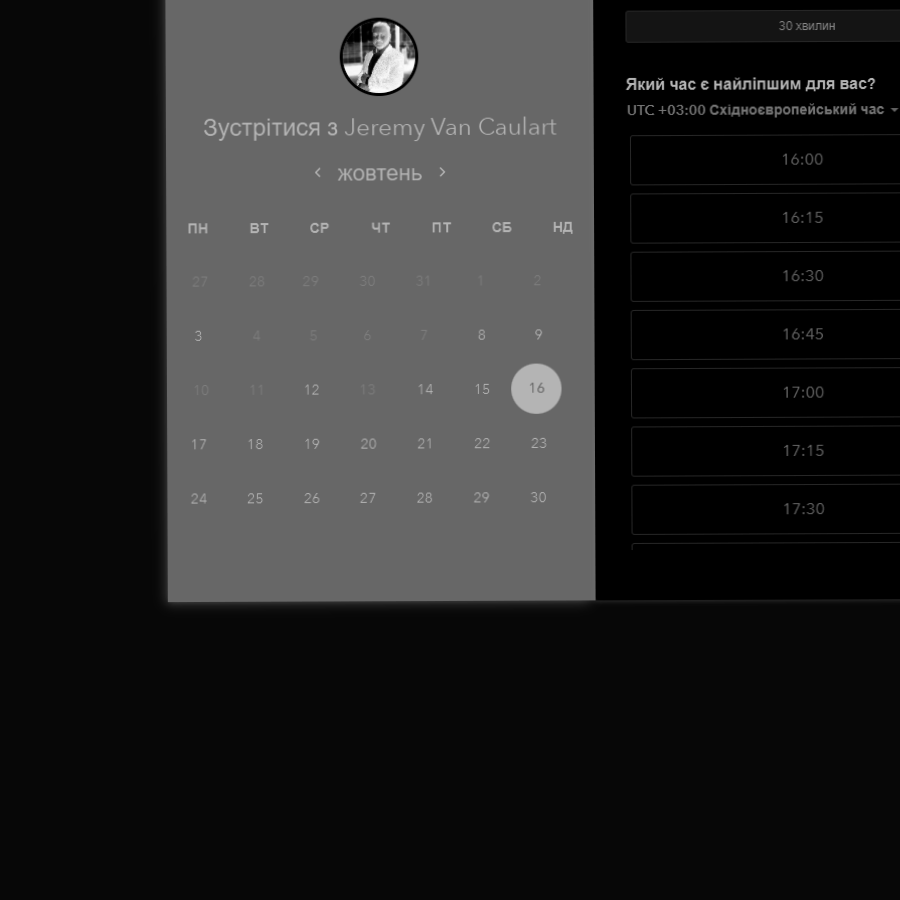 Зустрітися з Jeremy Van Caulart
жовтень
ПН ВТ СР ЧТ ПТ СБ НД
27 28 29 30 31 1 2
3 4 5 6 7 8 9
10 11 12 13 14 15 16
17 18 19 20 21 22 23
24 25 26 27 28 29 30
30 хвилин
Який час є найліпшим для вас?
UTC +03:00 Східноєвропейський час
16:00
16:15
16:30
16:45
17:00
17:15
17:30